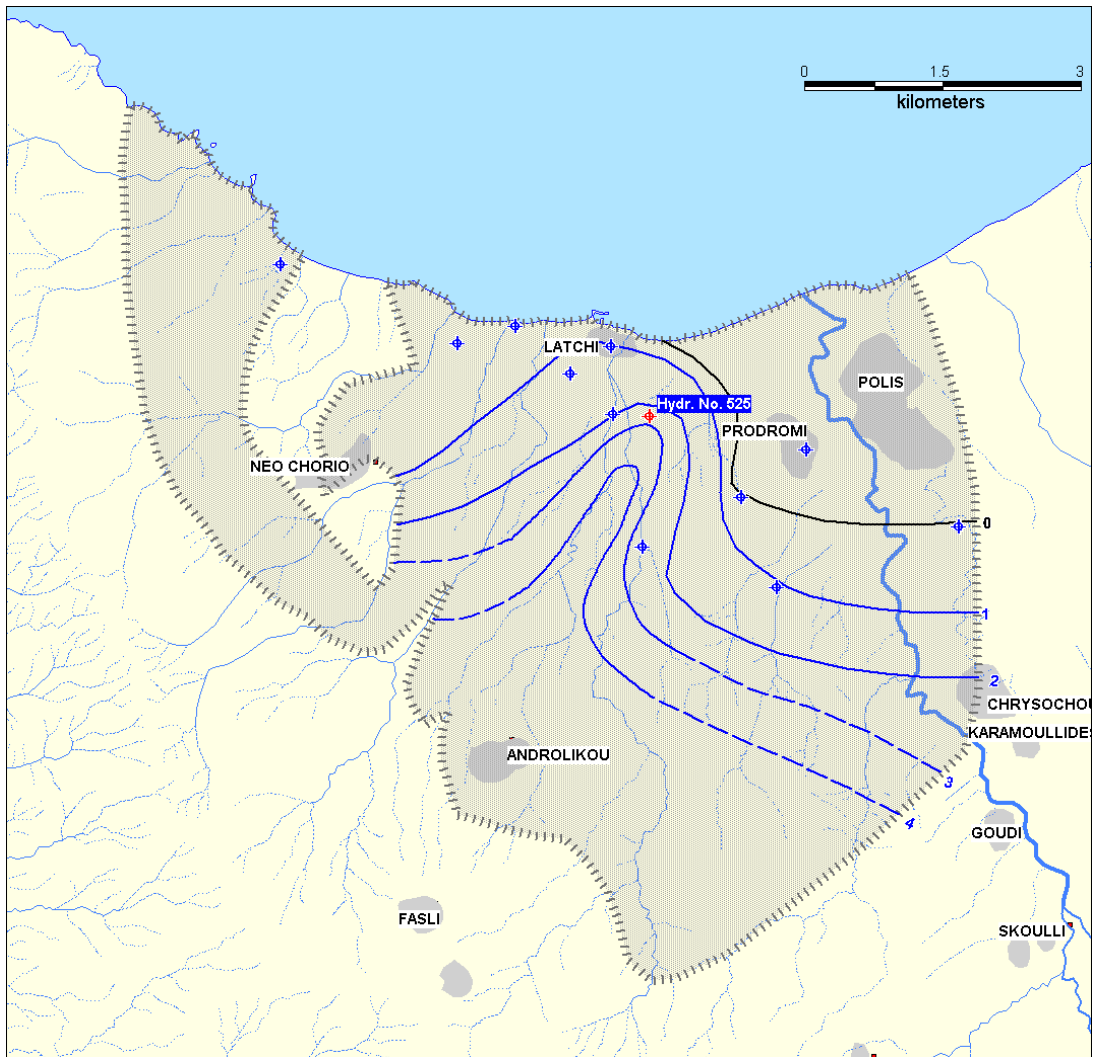 0 1.5 3
kilometers
LATCHI
POLIS
Hydr. No. 525
PRODROMI
NEO CHORIO
0
1
2
CHRYSOCHOU
KARAMOULLIDES
ANDROLIKOU
3
4
GOUDI
FASLI
SKOULLI